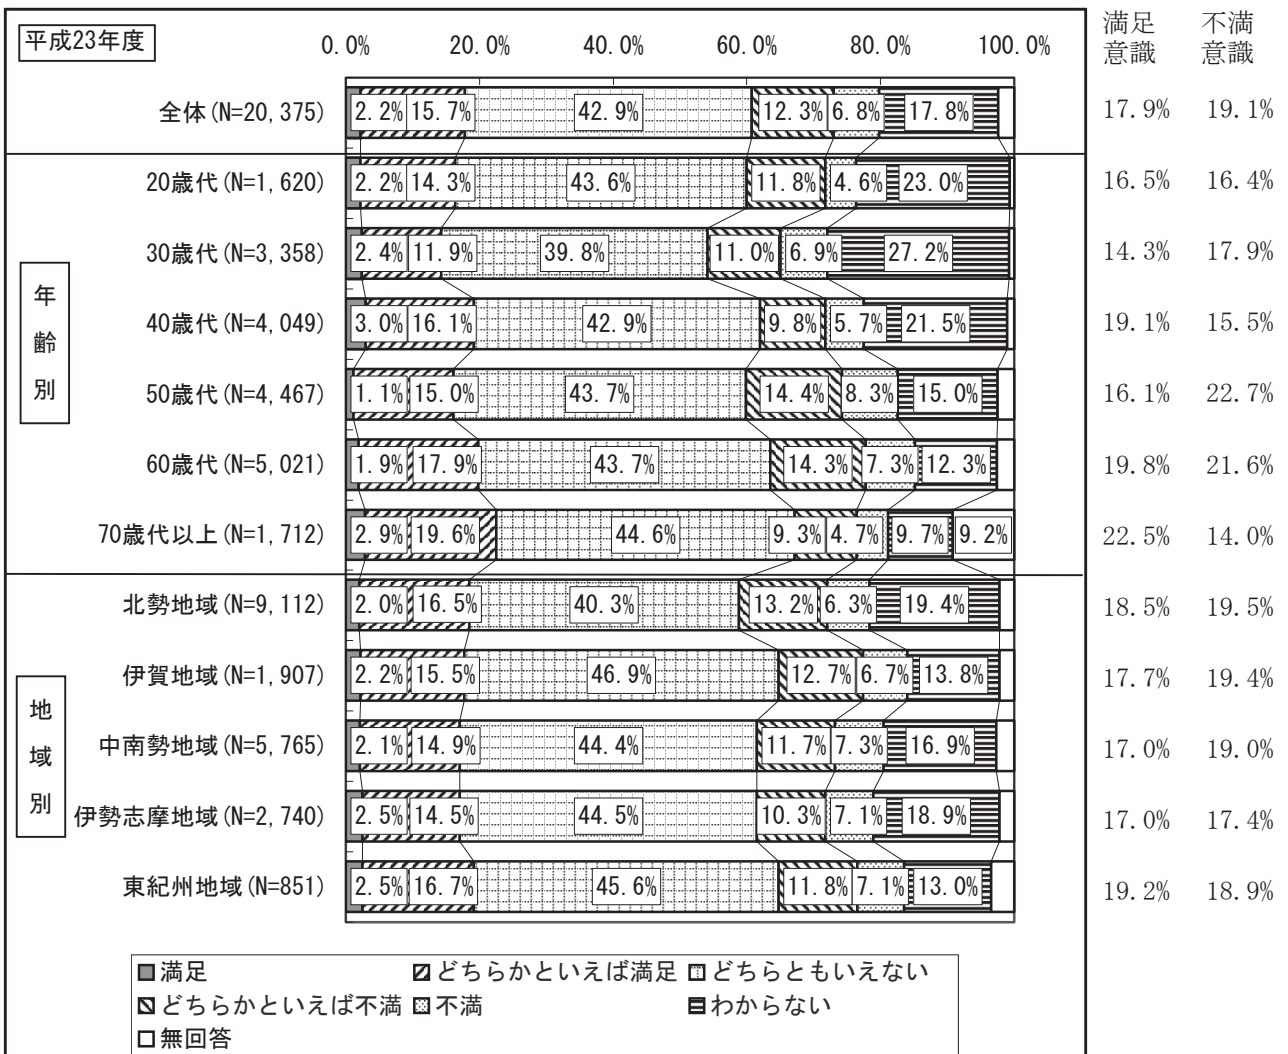 平成23年度
0.0% 20.0% 40.0% 60.0% 80.0% 100.0%
満足意識 不満意識
全体(N=20,375) 2.2% 15.7% 42.9% 12.3% 6.8% 17.8% 17.9% 19.1%
年齢別
20歳代(N=1,620) 2.2% 14.3% 43.6% 11.8% 4.6% 23.0% 16.5% 16.4%
30歳代(N=3,358) 2.4% 11.9% 39.8% 11.0% 6.9% 27.2% 14.3% 17.9%
40歳代(N=4,049) 3.0% 16.1% 42.9% 9.8% 5.7% 21.5% 19.1% 15.5%
50歳代(N=4,467) 1.1% 15.0% 43.7% 14.4% 8.3% 15.0% 16.1% 22.7%
60歳代(N=5,021) 1.9% 17.9% 43.7% 14.3% 7.3% 12.3% 19.8% 21.6%
70歳代以上(N=1,712) 2.9% 19.6% 44.6% 9.3% 4.7% 9.7% 9.2% 22.5% 14.0%
地域別
北勢地域(N=9,112) 2.0% 16.5% 40.3% 13.2% 6.3% 19.4% 18.5% 19.5%
伊賀地域(N=1,907) 2.2% 15.5% 46.9% 12.7% 6.7% 13.8% 17.7% 19.4%
中南勢地域(N=5,765) 2.1% 14.9% 44.4% 11.7% 7.3% 16.9% 17.0% 19.0%
伊勢志摩地域(N=2,740) 2.5% 14.5% 44.5% 10.3% 7.1% 18.9% 17.0% 17.4%
東紀州地域(N=851) 2.5% 16.7% 45.6% 11.8% 7.1% 13.0% 19.2% 18.9%
満足 どちらかといえば満足 どちらともいえない
どちらかといえば不満 不満 わからない
無回答